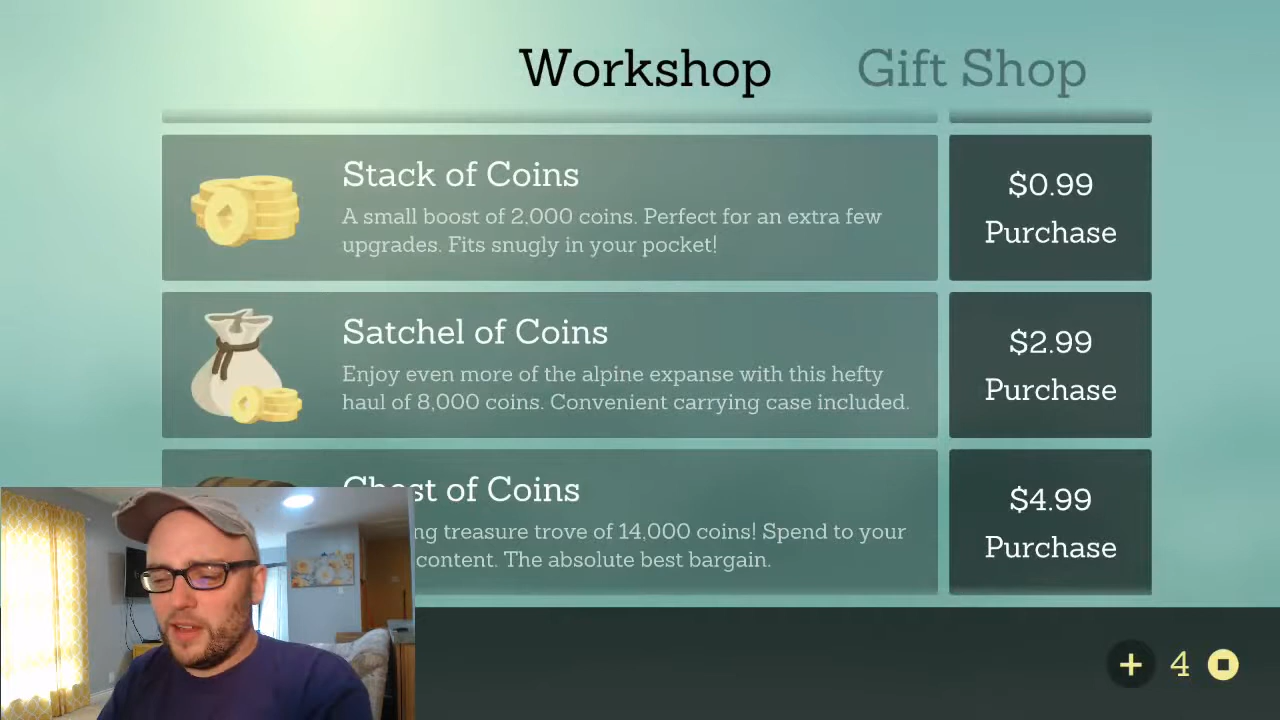 Workshop
Gift Shop
Stack of Coins
A small boost of 2,000 coins. Perfect for an extra few
upgrades. Fits snugly in your pocket!
$0.99
Purchase
Satchel of Coins
Enjoy even more of the alpine expanse with this hefty
haul of 8,000 coins. Convenient carrying case included.
$2.99
Purchase
Chest of Coins
treasure trove of 14,000 coins! Spend to your
content. The absolute best bargain.
$4.99
Purchase
+ 4